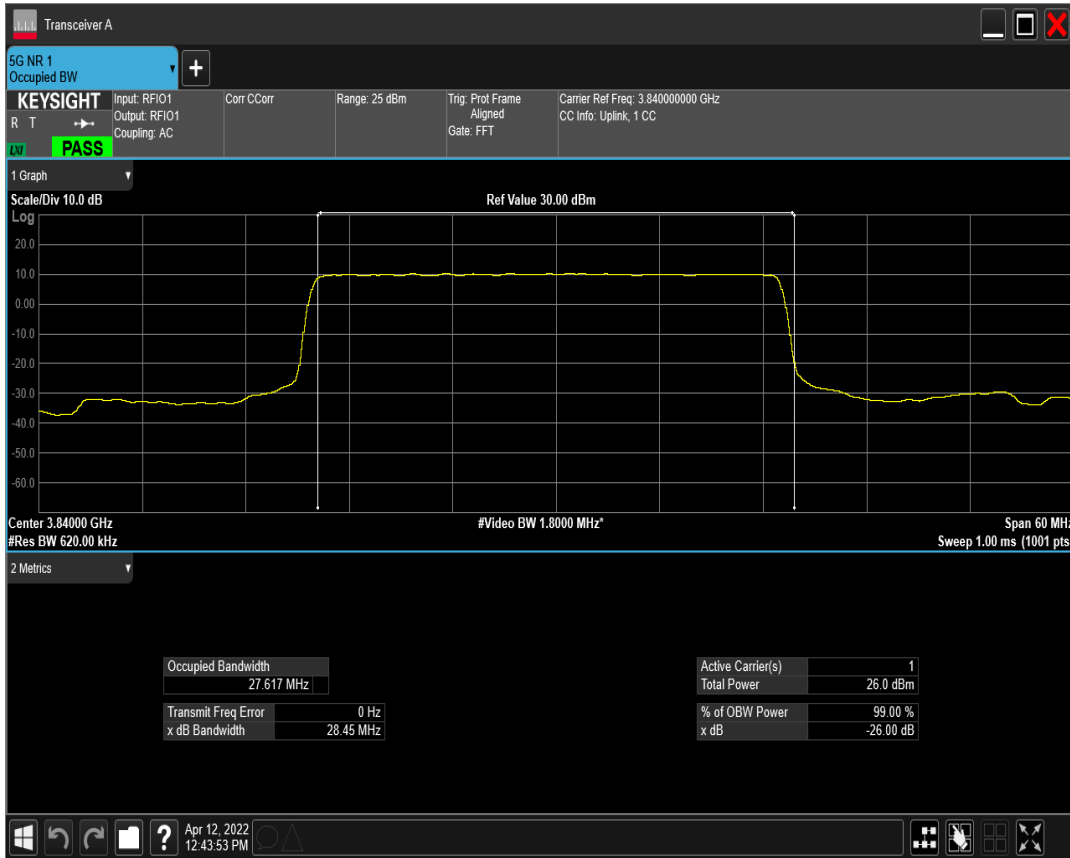 Transceiver A
5G NR 1
Occupied BW
KEYSIGHT
R T
LXI
PASS
Input: RFIO1
Output: RFIO1
Coupling: AC
Corr CCorr
Range: 25 dBm
Trig: Prot Frame
Aligned
Gate: FFT
Carrier Ref Freq: 3.840000000 GHz
CC Info: Uplink, 1 CC
1 Graph
Scale/Div 10.0 dB
Ref Value 30.00 dBm
Log
20.0
10.0
0.00
-10.0
-20.0
-30.0
-40.0
-50.0
-60.0
Center 3.84000 GHz
#Video BW 1.8000 MHz*
Span 60 MHz
#Res BW 620.00 kHz
Sweep 1.00 ms (1001 pts
2 Metrics
Occupied Bandwidth
27.617 MHz
Transmit Freq Error 0 Hz
x dB Bandwidth 28.45 MHz
Active Carrier(s) 1
Total Power 26.0 dBm
% of OBW Power 99.00 %
x dB -26.00 dB
?
Apr 12, 2022
12:43:53 PM